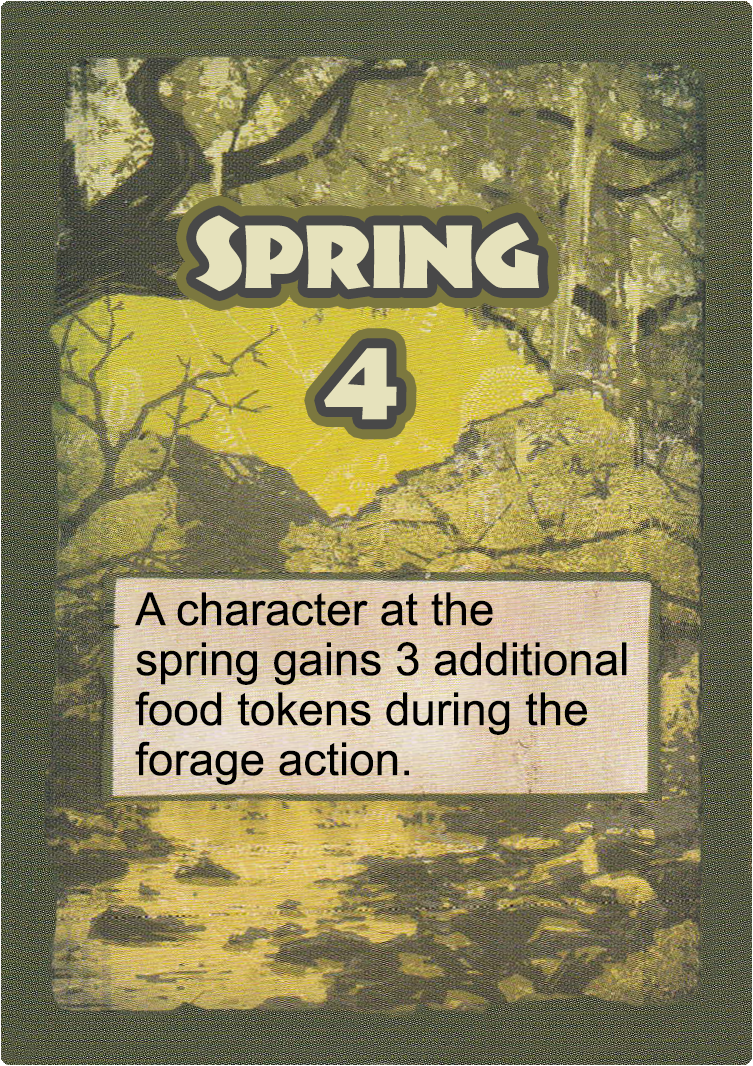 SPRING
4
A character at the
spring gains 3 additional
food tokens during the
forage action.